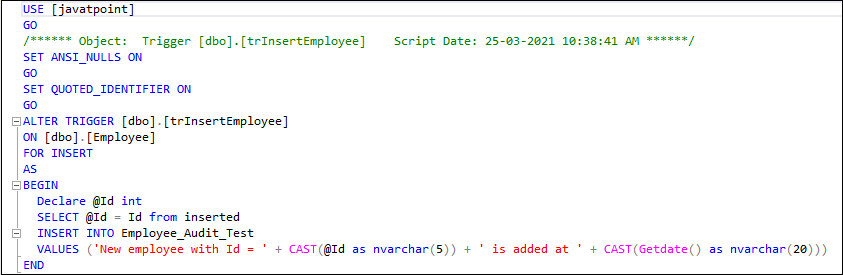 USE [javatpoint]
GO
/****** Object:  Trigger [dbo].[trInsertEmployee]    Script Date: 25-03-2021 10:38:41 AM ******/
SET ANSI_NULLS ON
GO
SET QUOTED_IDENTIFIER ON
GO
ALTER TRIGGER [dbo].[trInsertEmployee]
ON [dbo].[Employee]
FOR INSERT
AS
BEGIN
  Declare @Id int
  SELECT @Id = Id from inserted
  INSERT INTO Employee_Audit_Test
  VALUES ('New employee with Id = ' + CAST(@Id as nvarchar(5)) + ' is added at ' + CAST(Getdate() as nvarchar(20)))
END